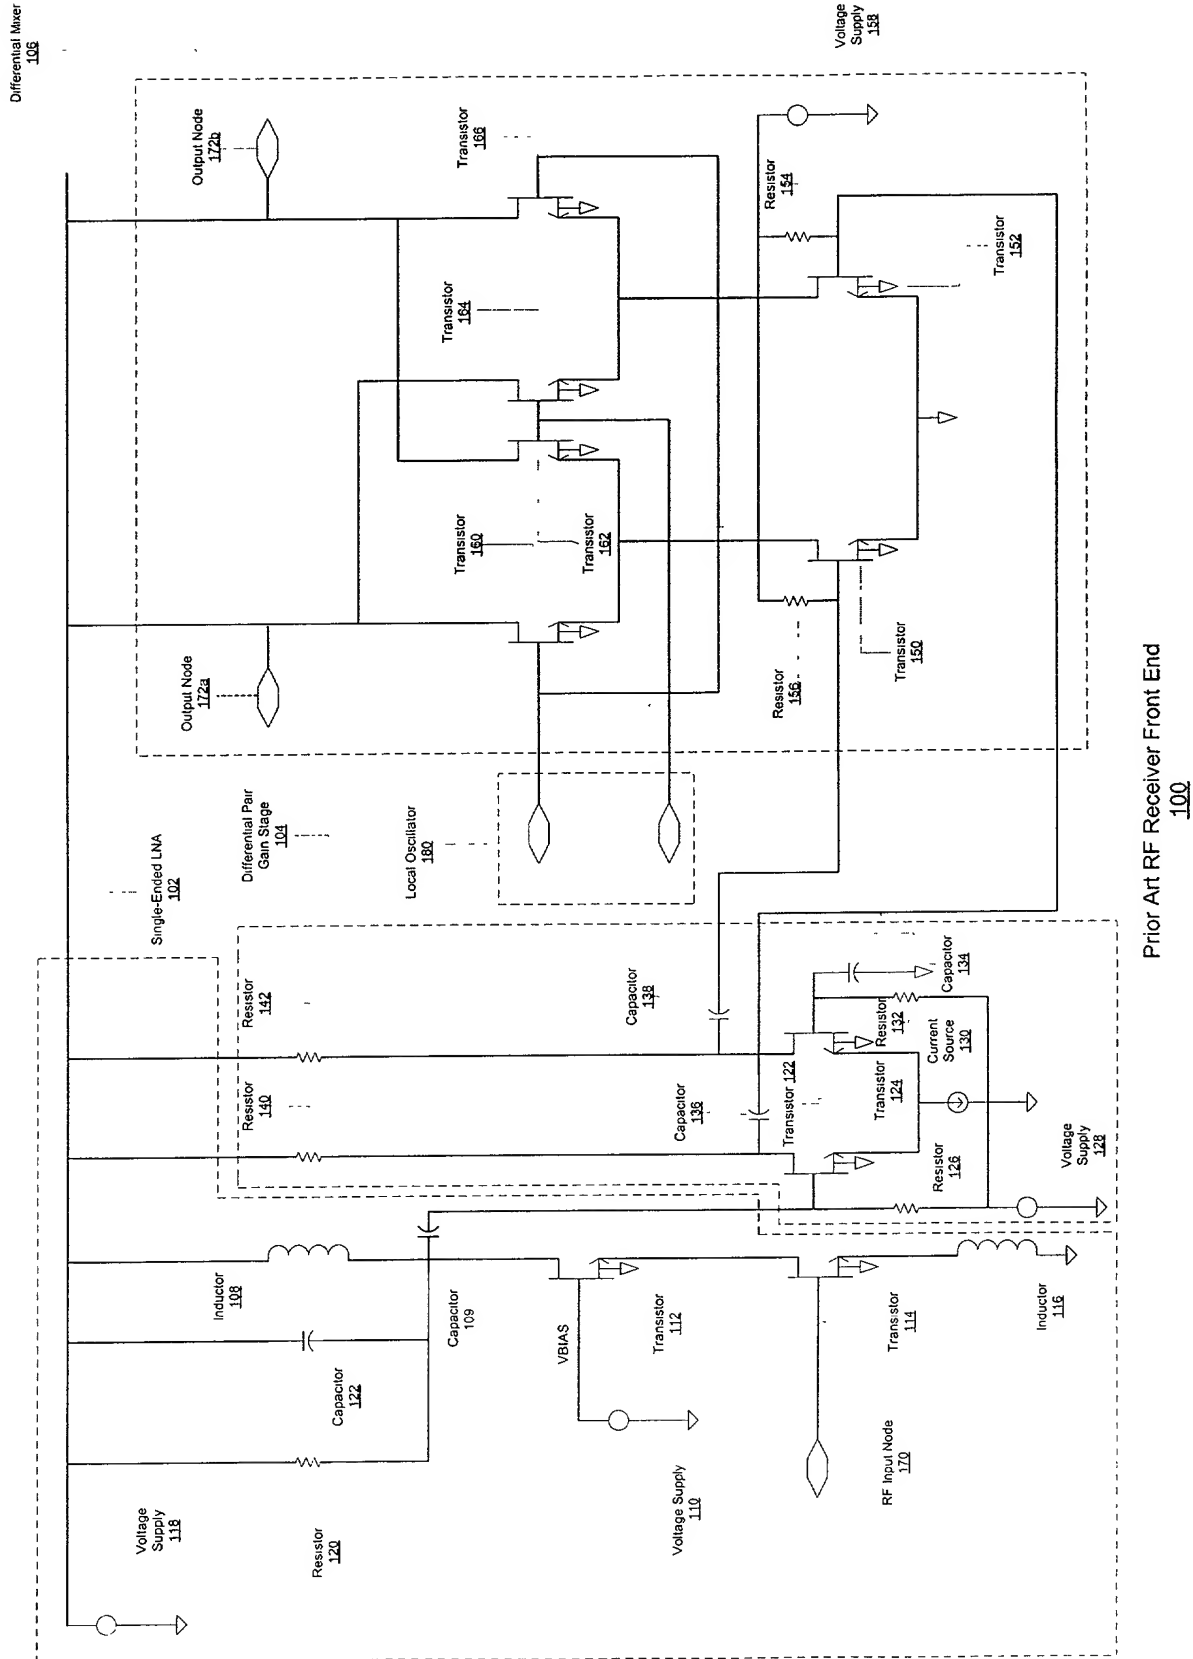 Differential Mixer
106
Voltage
Supply
158
Output Node
172b
Transistor
166
Resistor
154
Transistor
164
Transistor
152
Transistor
160
Transistor
162
Output Node
172a
Resistor
156
Transistor
150
Single-Ended LNA
102
Differential Pair
Gain Stage
104
Local Oscillator
180
Resistor
142
Capacitor
138
Resistor
132
Capacitor
134
Current
Source
130
Resistor
140
Capacitor
136
Transistor 122
Transistor
124
Resistor
126
Voltage
Supply
128
Inductor
108
Capacitor
109
VBIAS
Transistor
112
Transistor
114
Inductor
116
Capacitor
122
Voltage Supply
110
RF Input Node
170
Voltage
Supply
118
Resistor
120
Prior Art RF Receiver Front End
100